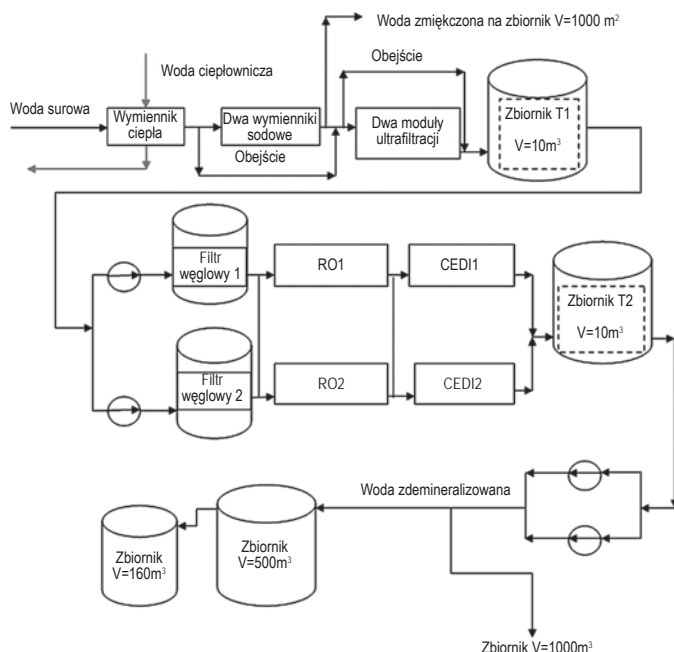 Woda zmiękczona na zbiornik V=1000 m²
Woda ciepłownicza
Obejście
Woda surowa
Wymiennik
ciepła
Dwa wymienniki
sodowe
Obejście
Dwa moduły
ultrafiltracji
Zbiornik T1
V=10m³
Filtr
węglowy 1
RO1
CEDI1
Zbiornik T2
V=10m³
Filtr
węglowy 2
RO2
CEDI2
Woda zdemineralizowana
Zbiornik
V=160m³
Zbiornik
V=500m³
Zbiornik V=1000m³